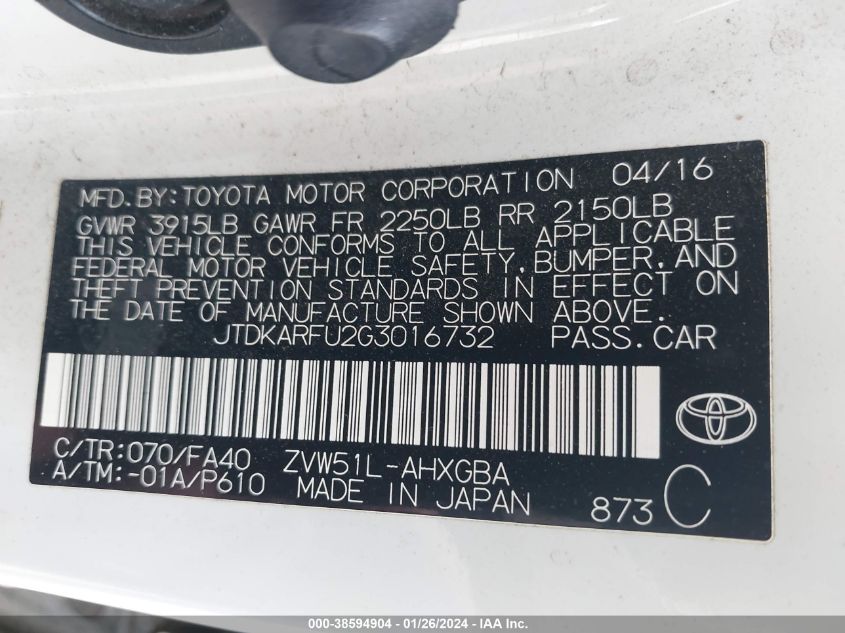 MFD.BY:TOYOTA MOTOR CORPORATION 04/16
GVWR 3915LB GAWR FR 2250LB RR 2150LB
THIS VEHICLE CONFORMS TO ALL APPLICABLE
FEDERAL MOTOR VEHICLE SAFETY,BUMPER,AND
THEFT PREVENTION STANDARDS IN EFFECT ON
THE DATE OF MANUFACTURE SHOWN ABOVE.
JTDKARFU2G3016732 PASS.CAR
C/TR:070/FA40 ZVW51L-AHXGBA
A/TM:-01A/P610 MADE IN JAPAN 873 C
000-38594904 - 01/26/2024 - IAA Inc.